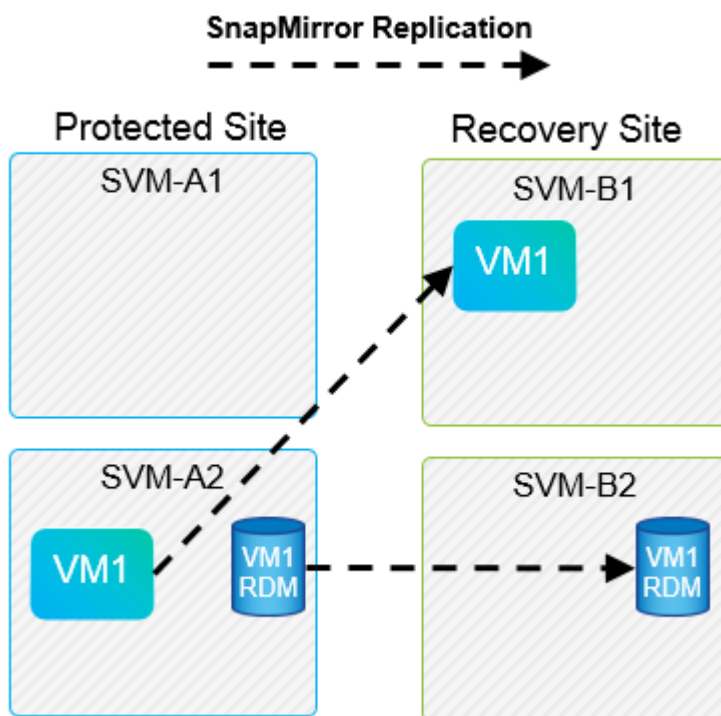 SnapMirror Replication
Protected Site
Recovery Site
SVM-A1
SVM-B1
VM1
SVM-A2
SVM-B2
VM1
VM1
RDM
VM1
RDM